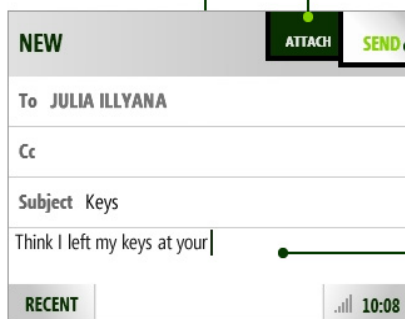 NEW ATTACH SEND
To JULIA ILLYANA
Cc
Subject Keys
Think I left my keys at your
RECENT 10:08